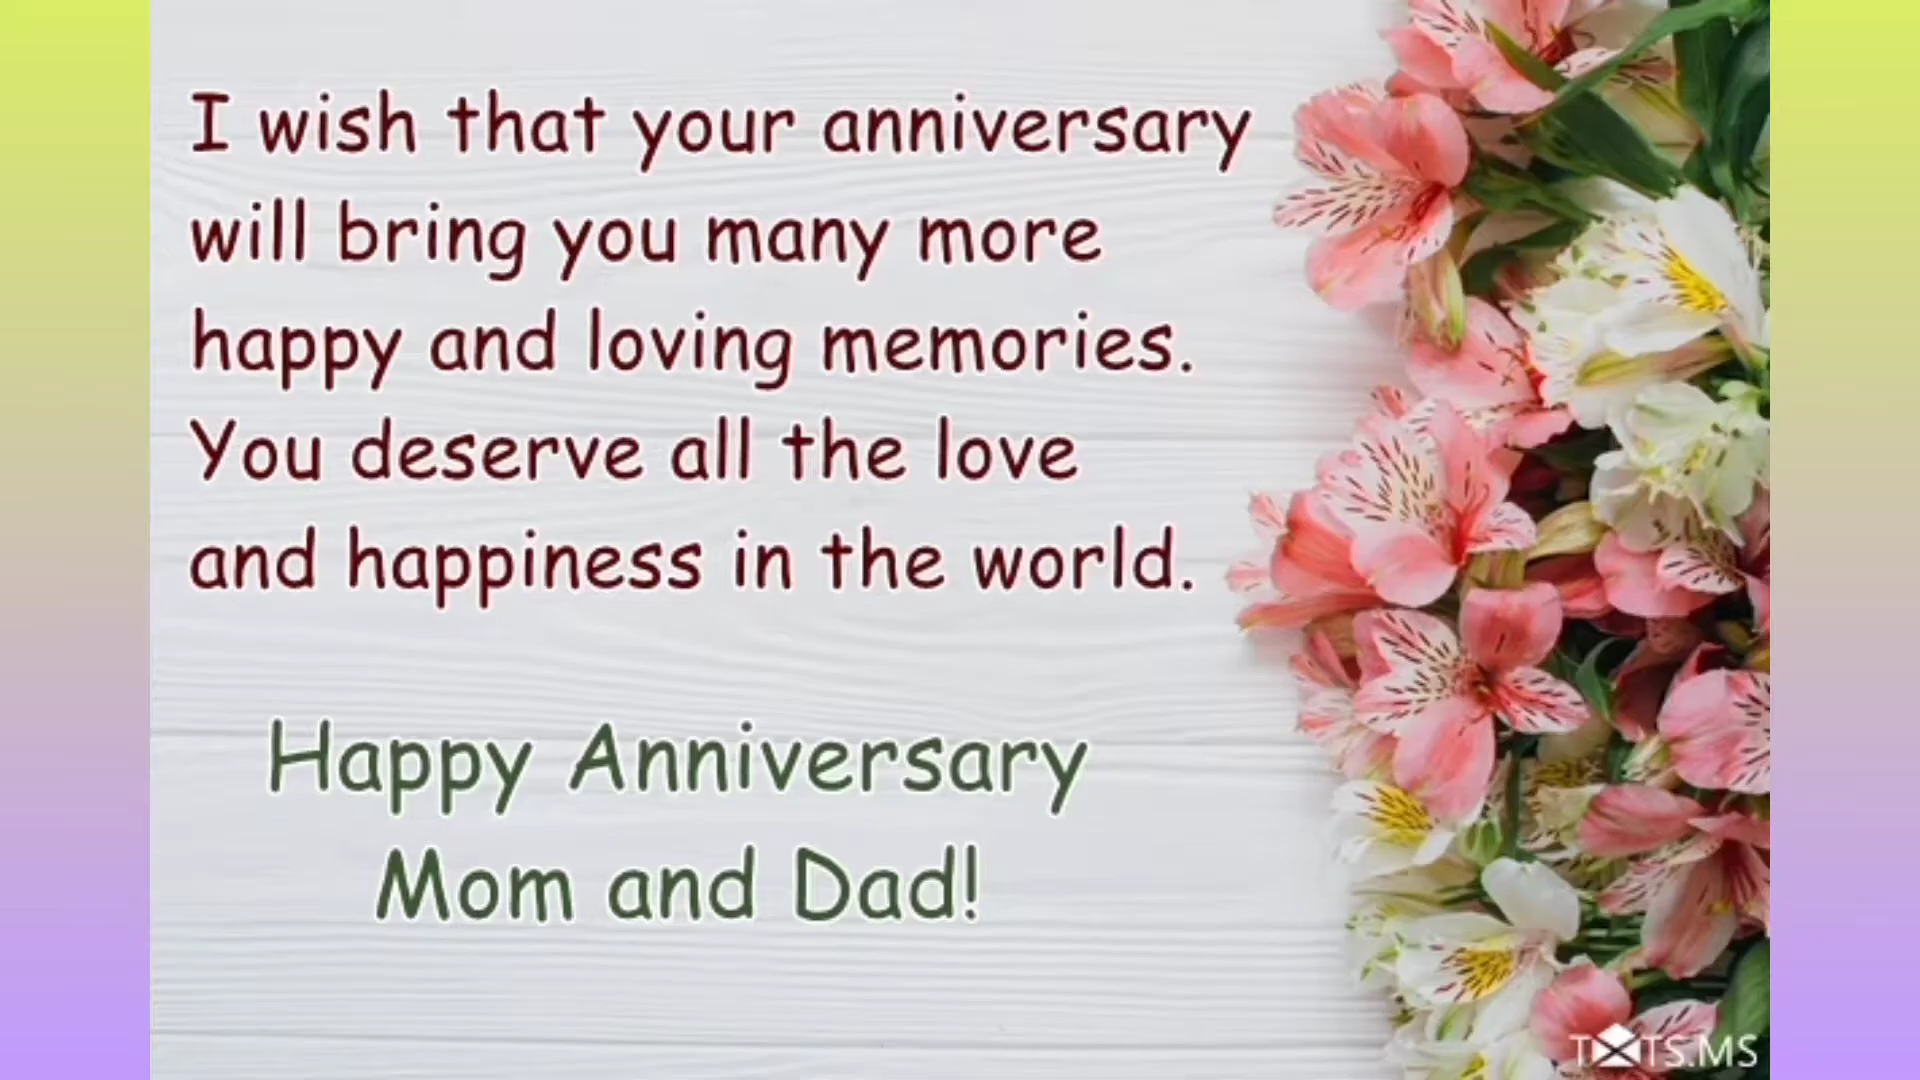 I wish that your anniversary
will bring you many more
happy and loving memories.
You deserve all the love
and happiness in the world.
Happy Anniversary
Mom and Dad!
TXTS.MS